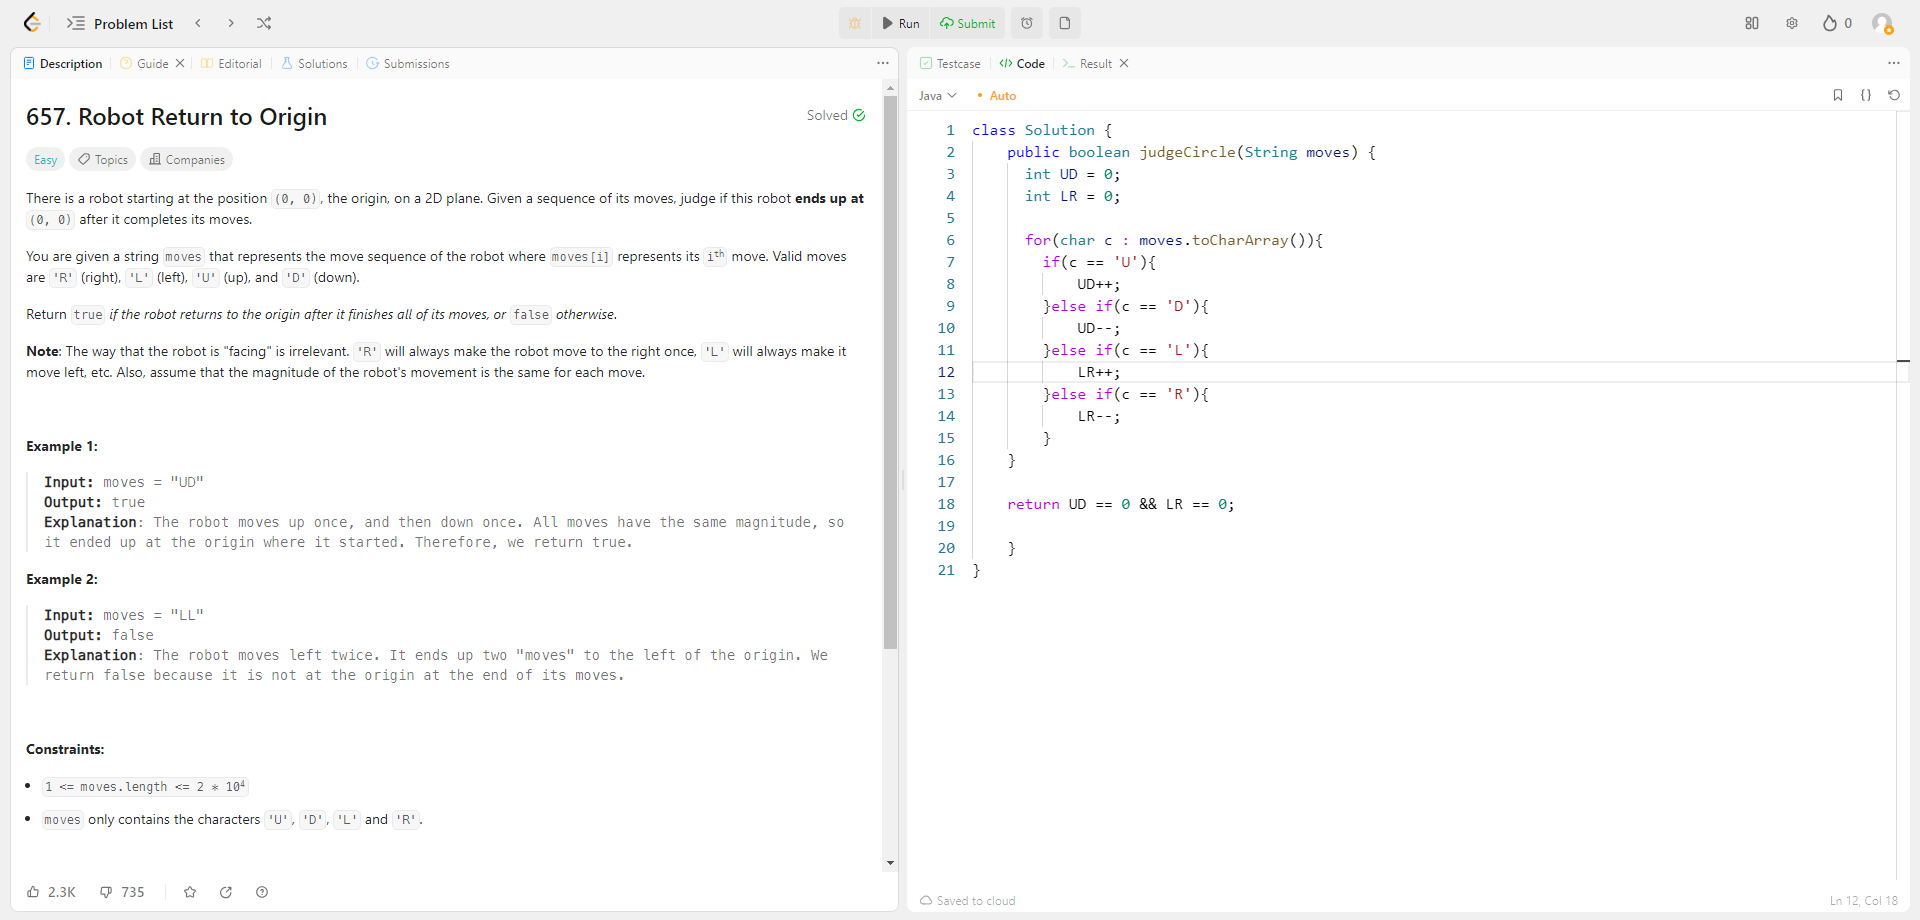 Problem List
Run
Submit
0
Description
Guide
Editorial
Solutions
Submissions
657. Robot Return to Origin
Solved
Easy
Topics
Companies
There is a robot starting at the position (0, 0), the origin, on a 2D plane. Given a sequence of its moves, judge if this robot ends up at
(0, 0) after it completes its moves.
You are given a string moves that represents the move sequence of the robot where moves[i] represents its iᵗʰ move. Valid moves
are 'R' (right), 'L' (left), 'U' (up), and 'D' (down).
Return true if the robot returns to the origin after it finishes all of its moves, or false otherwise.
Note: The way that the robot is "facing" is irrelevant. 'R' will always make the robot move to the right once, 'L' will always make it
move left, etc. Also, assume that the magnitude of the robot's movement is the same for each move.
Example 1:
Input: moves = "UD"
Output: true
Explanation: The robot moves up once, and then down once. All moves have the same magnitude, so
it ended up at the origin where it started. Therefore, we return true.
Example 2:
Input: moves = "LL"
Output: false
Explanation: The robot moves left twice. It ends up two "moves" to the left of the origin. We
return false because it is not at the origin at the end of its moves.
Constraints:
1 <= moves.length <= 2 * 10⁴
moves only contains the characters 'U', 'D', 'L' and 'R'.
2.3K
735
Testcase
Code
Result
Java
Auto
1 class Solution {
2 public boolean judgeCircle(String moves) {
3 int UD = 0;
4 int LR = 0;
5
6 for(char c : moves.toCharArray()){
7 if(c == 'U'){
8 UD++;
9 }else if(c == 'D'){
10 UD--;
11 }else if(c == 'L'){
12 LR++;
13 }else if(c == 'R'){
14 LR--;
15 }
16 }
17
18 return UD == 0 && LR == 0;
19
20 }
21 }
Saved to cloud
Ln 12, Col 18